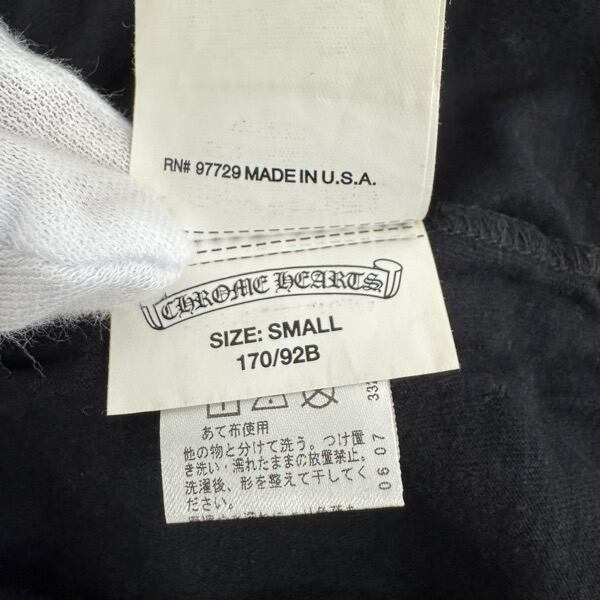 RN# 97729 MADE IN U.S.A.
CHROME HEARTS
SIZE: SMALL
170/92B
あて布使用
他の物と分けて洗う。つけ置
き洗い・濡れたままの放置禁止。
洗濯後、形を整えて干してく
ださい。
06 07